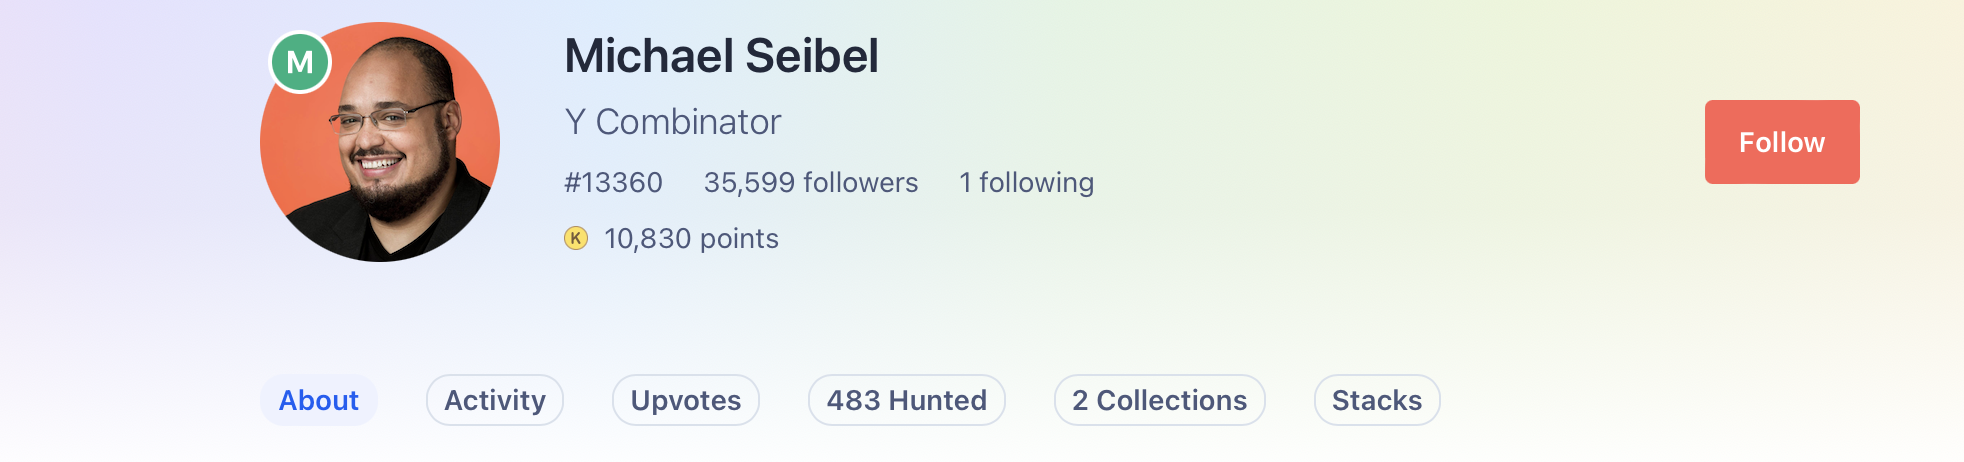 M
Michael Seibel
Y Combinator
#13360 35,599 followers 1 following
K 10,830 points
Follow
About Activity Upvotes 483 Hunted 2 Collections Stacks